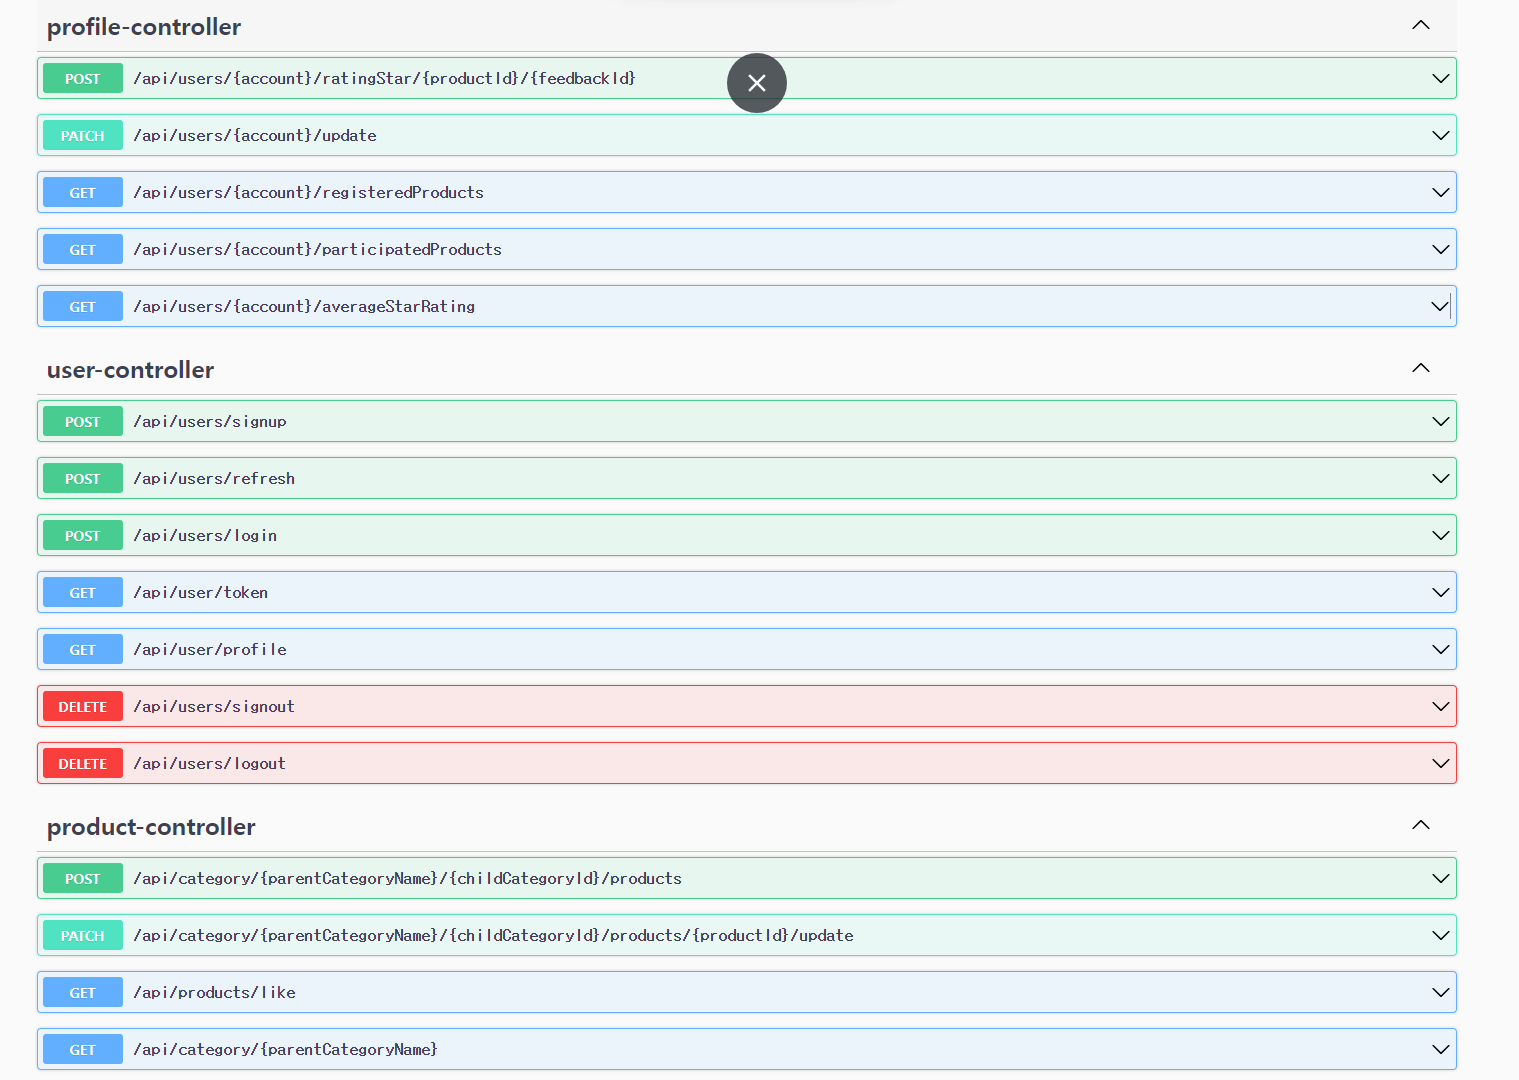 profile-controller
POST /api/users/{account}/ratingStar/{productId}/{feedbackId}
PATCH /api/users/{account}/update
GET /api/users/{account}/registeredProducts
GET /api/users/{account}/participatedProducts
GET /api/users/{account}/averageStarRating
user-controller
POST /api/users/signup
POST /api/users/refresh
POST /api/users/login
GET /api/user/token
GET /api/user/profile
DELETE /api/users/signout
DELETE /api/users/logout
product-controller
POST /api/category/{parentCategoryName}/{childCategoryId}/products
PATCH /api/category/{parentCategoryName}/{childCategoryId}/products/{productId}/update
GET /api/products/like
GET /api/category/{parentCategoryName}